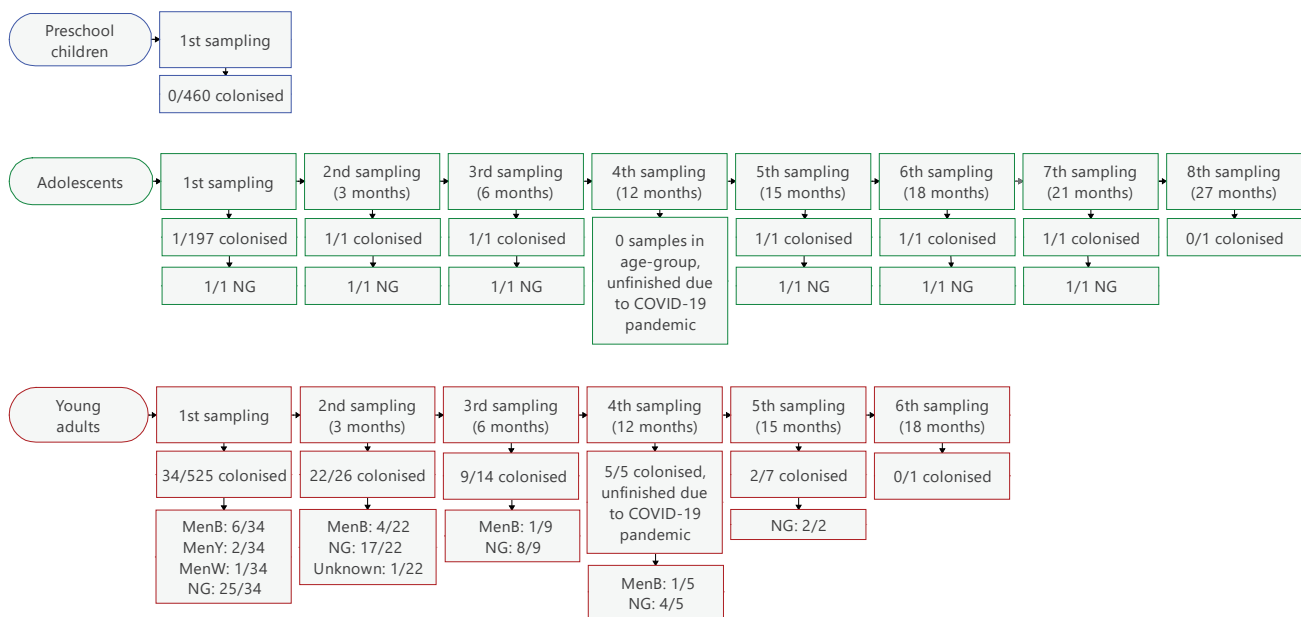 Preschool
children
1st sampling
0/460 colonised
Adolescents
1st sampling
1/197 colonised
1/1 NG
2nd sampling
(3 months)
1/1 colonised
1/1 NG
3rd sampling
(6 months)
1/1 colonised
1/1 NG
4th sampling
(12 months)
0 samples in
age-group,
unfinished due
to COVID-19
pandemic
5th sampling
(15 months)
1/1 colonised
1/1 NG
6th sampling
(18 months)
1/1 colonised
1/1 NG
7th sampling
(21 months)
1/1 colonised
1/1 NG
8th sampling
(27 months)
0/1 colonised
Young
adults
1st sampling
34/525 colonised
MenB: 6/34
MenY: 2/34
MenW: 1/34
NG: 25/34
2nd sampling
(3 months)
22/26 colonised
MenB: 4/22
NG: 17/22
Unknown: 1/22
3rd sampling
(6 months)
9/14 colonised
MenB: 1/9
NG: 8/9
4th sampling
(12 months)
5/5 colonised,
unfinished due
to COVID-19
pandemic
MenB: 1/5
NG: 4/5
5th sampling
(15 months)
2/7 colonised
NG: 2/2
6th sampling
(18 months)
0/1 colonised